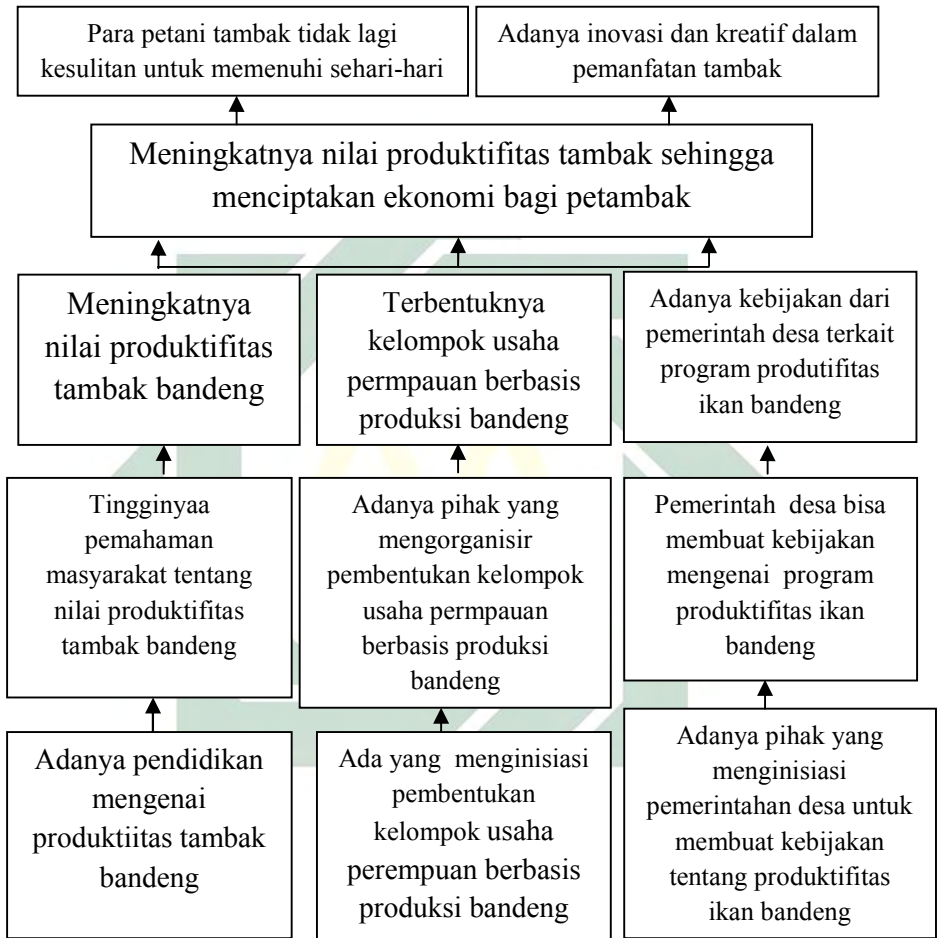 Para petani tambak tidak lagi
kesulitan untuk memenuhi sehari-hari
Adanya inovasi dan kreatif dalam
pemanfatan tambak
Meningkatnya nilai produktifitas tambak sehingga
menciptakan ekonomi bagi petambak
Meningkatnya
nilai produktifitas
tambak bandeng
Terbentuknya
kelompok usaha
permpauan berbasis
produksi bandeng
Adanya kebijakan dari
pemerintah desa terkait
program produtifitas
ikan bandeng
Tingginyaa
pemahaman
masyarakat tentang
nilai produktifitas
tambak bandeng
Adanya pihak yang
mengorganisir
pembentukan kelompok
usaha permpauan
berbasis produksi
bandeng
Pemerintah desa bisa
membuat kebijakan
mengenai program
produktifitas ikan
bandeng
Adanya pendidikan
mengenai
produktiitas tambak
bandeng
Ada yang menginisiasi
pembentukan
kelompok usaha
perempuan berbasis
produksi bandeng
Adanya pihak yang
menginisiasi
pemerintahan desa untuk
membuat kebijakan
tentang produktifitas
ikan bandeng